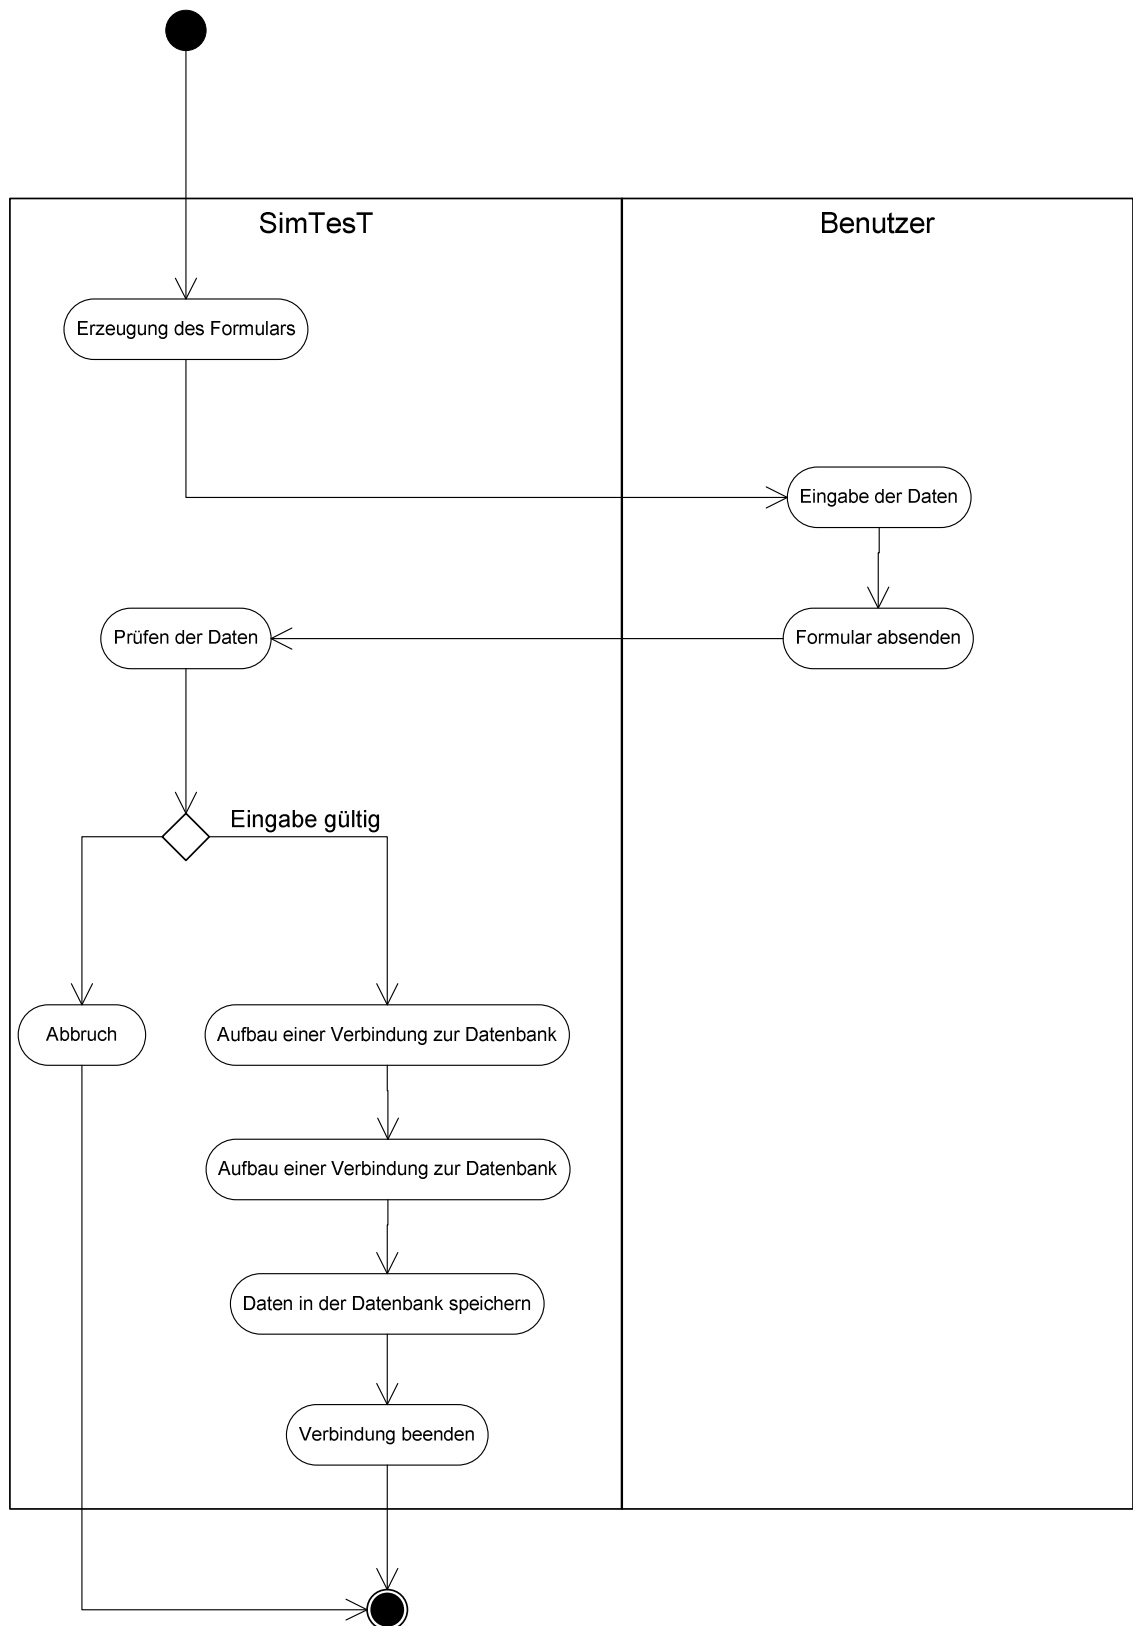 SimTesT
Benutzer
Erzeugung des Formulars
Eingabe der Daten
Prüfen der Daten
Formular absenden
Eingabe gültig
Abbruch
Aufbau einer Verbindung zur Datenbank
Aufbau einer Verbindung zur Datenbank
Daten in der Datenbank speichern
Verbindung beenden